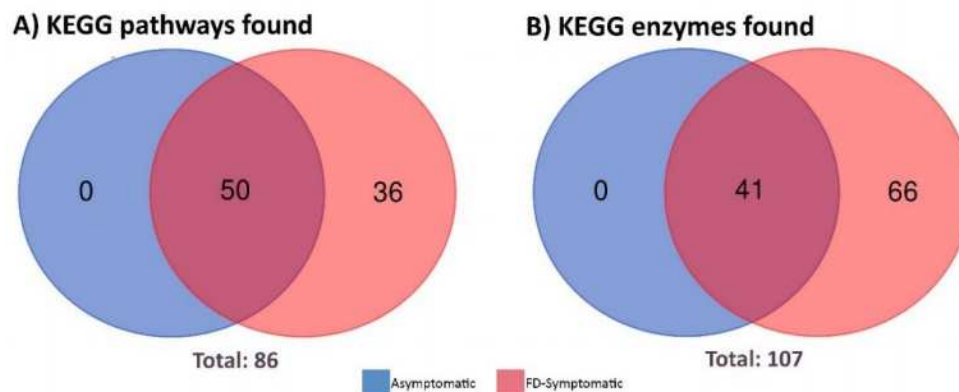 A) KEGG pathways found
0
50
36
Total: 86
B) KEGG enzymes found
0
41
66
Total: 107
Asymptomatic
FD-Symptomatic